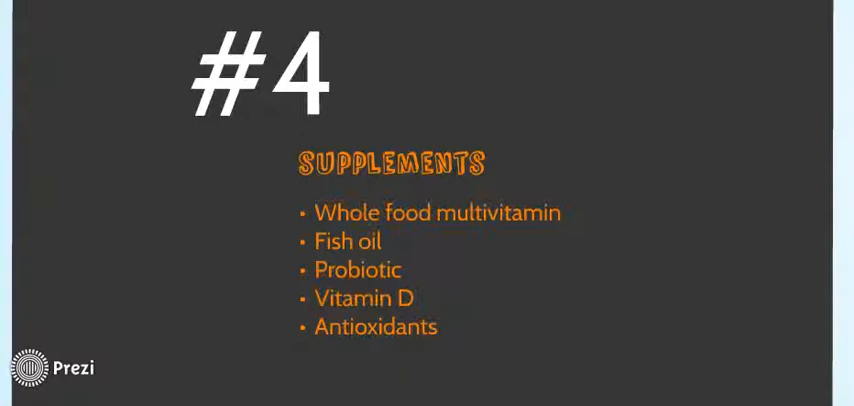 #4
SUPPLEMENTS
• Whole food multivitamin
• Fish oil
• Probiotic
• Vitamin D
• Antioxidants
Prezi